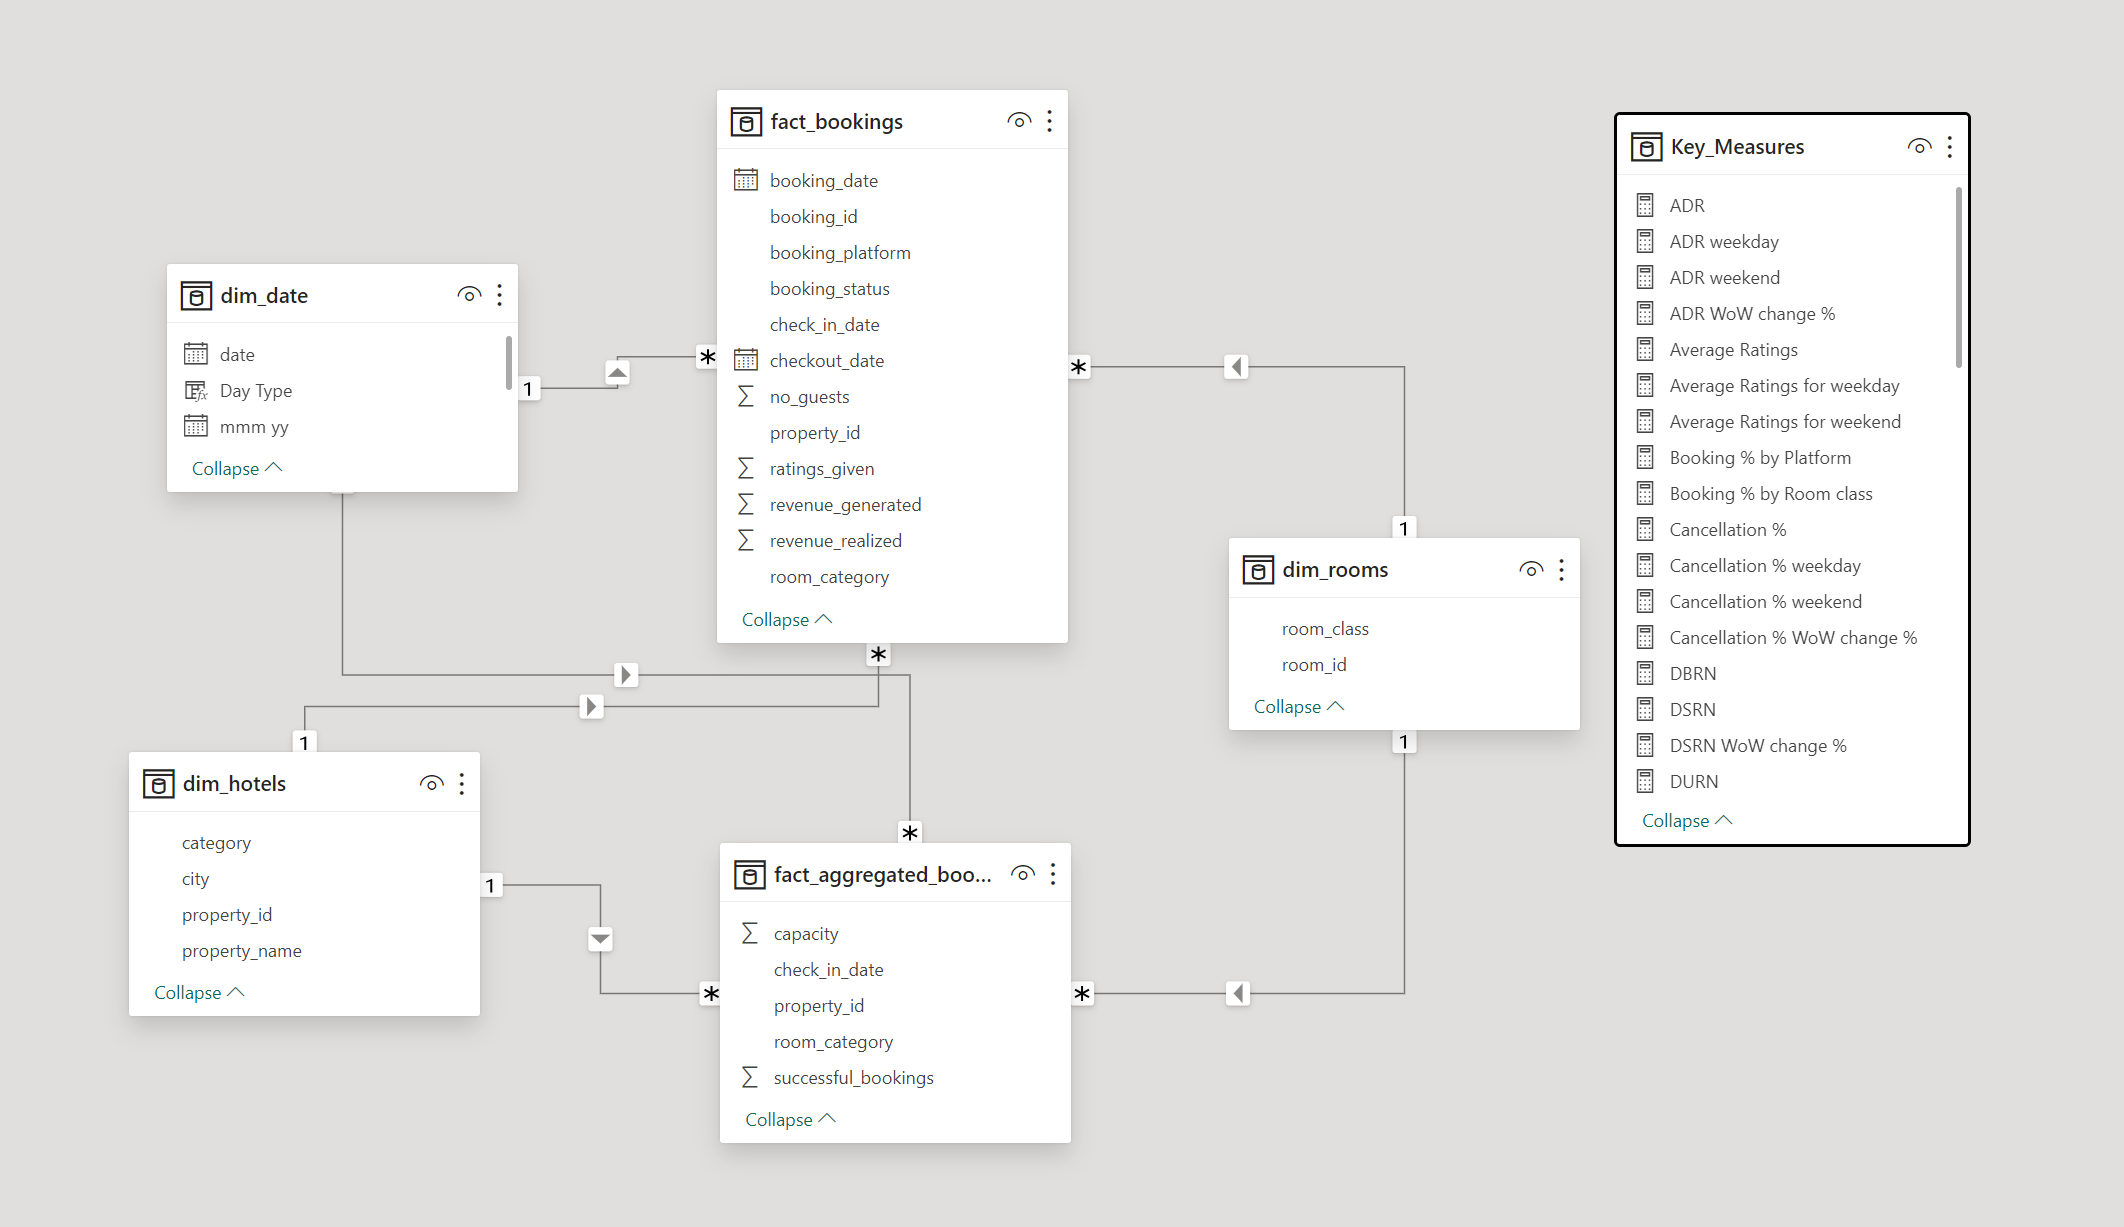 fact_bookings
booking_date
booking_id
booking_platform
booking_status
check_in_date
checkout_date
no_guests
property_id
ratings_given
revenue_generated
revenue_realized
room_category
Collapse
*
*
*
dim_date
date
Day Type
mmm yy
Collapse
1
dim_hotels
category
city
property_id
property_name
Collapse
1
1
fact_aggregated_boo...
capacity
check_in_date
property_id
room_category
successful_bookings
Collapse
*
*
*
dim_rooms
room_class
room_id
Collapse
1
1
Key_Measures
ADR
ADR weekday
ADR weekend
ADR WoW change %
Average Ratings
Average Ratings for weekday
Average Ratings for weekend
Booking % by Platform
Booking % by Room class
Cancellation %
Cancellation % weekday
Cancellation % weekend
Cancellation % WoW change %
DBRN
DSRN
DSRN WoW change %
DURN
Collapse